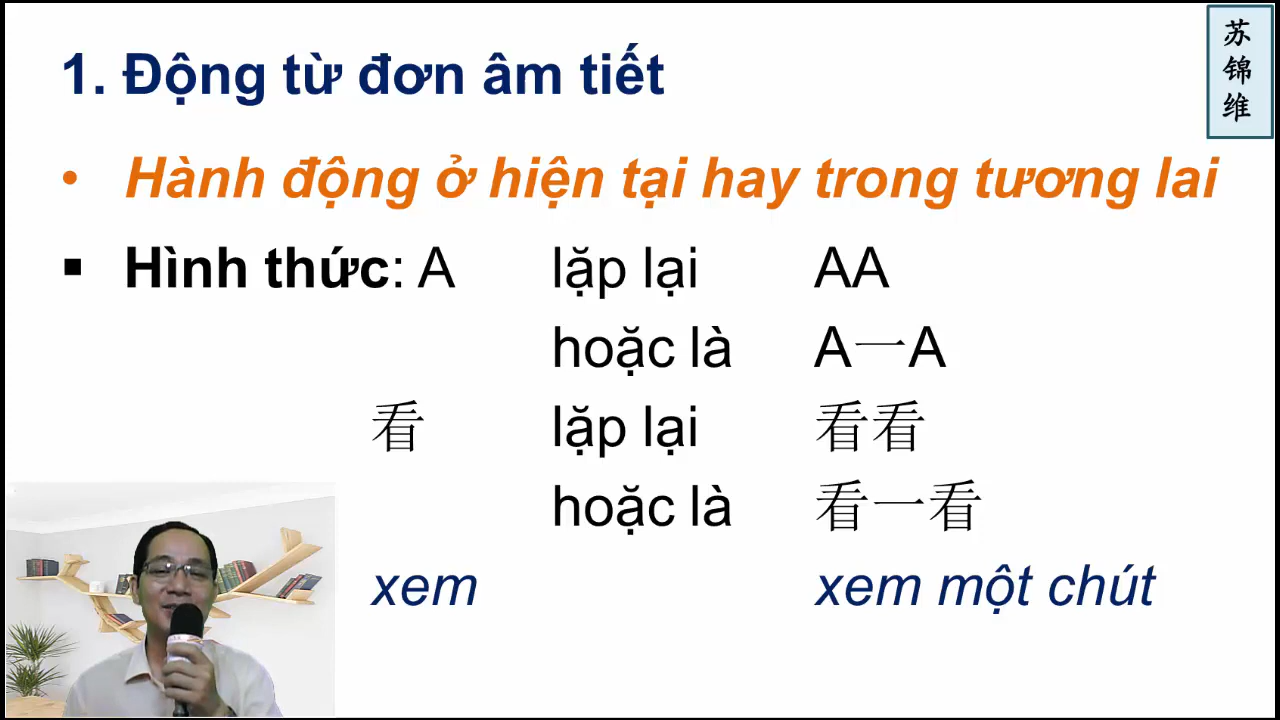 苏
锦
维
1. Động từ đơn âm tiết
• Hành động ở hiện tại hay trong tương lai
▪ Hình thức: A lặp lại AA
hoặc là A一A
看 lặp lại 看看
hoặc là 看一看
xem xem một chút